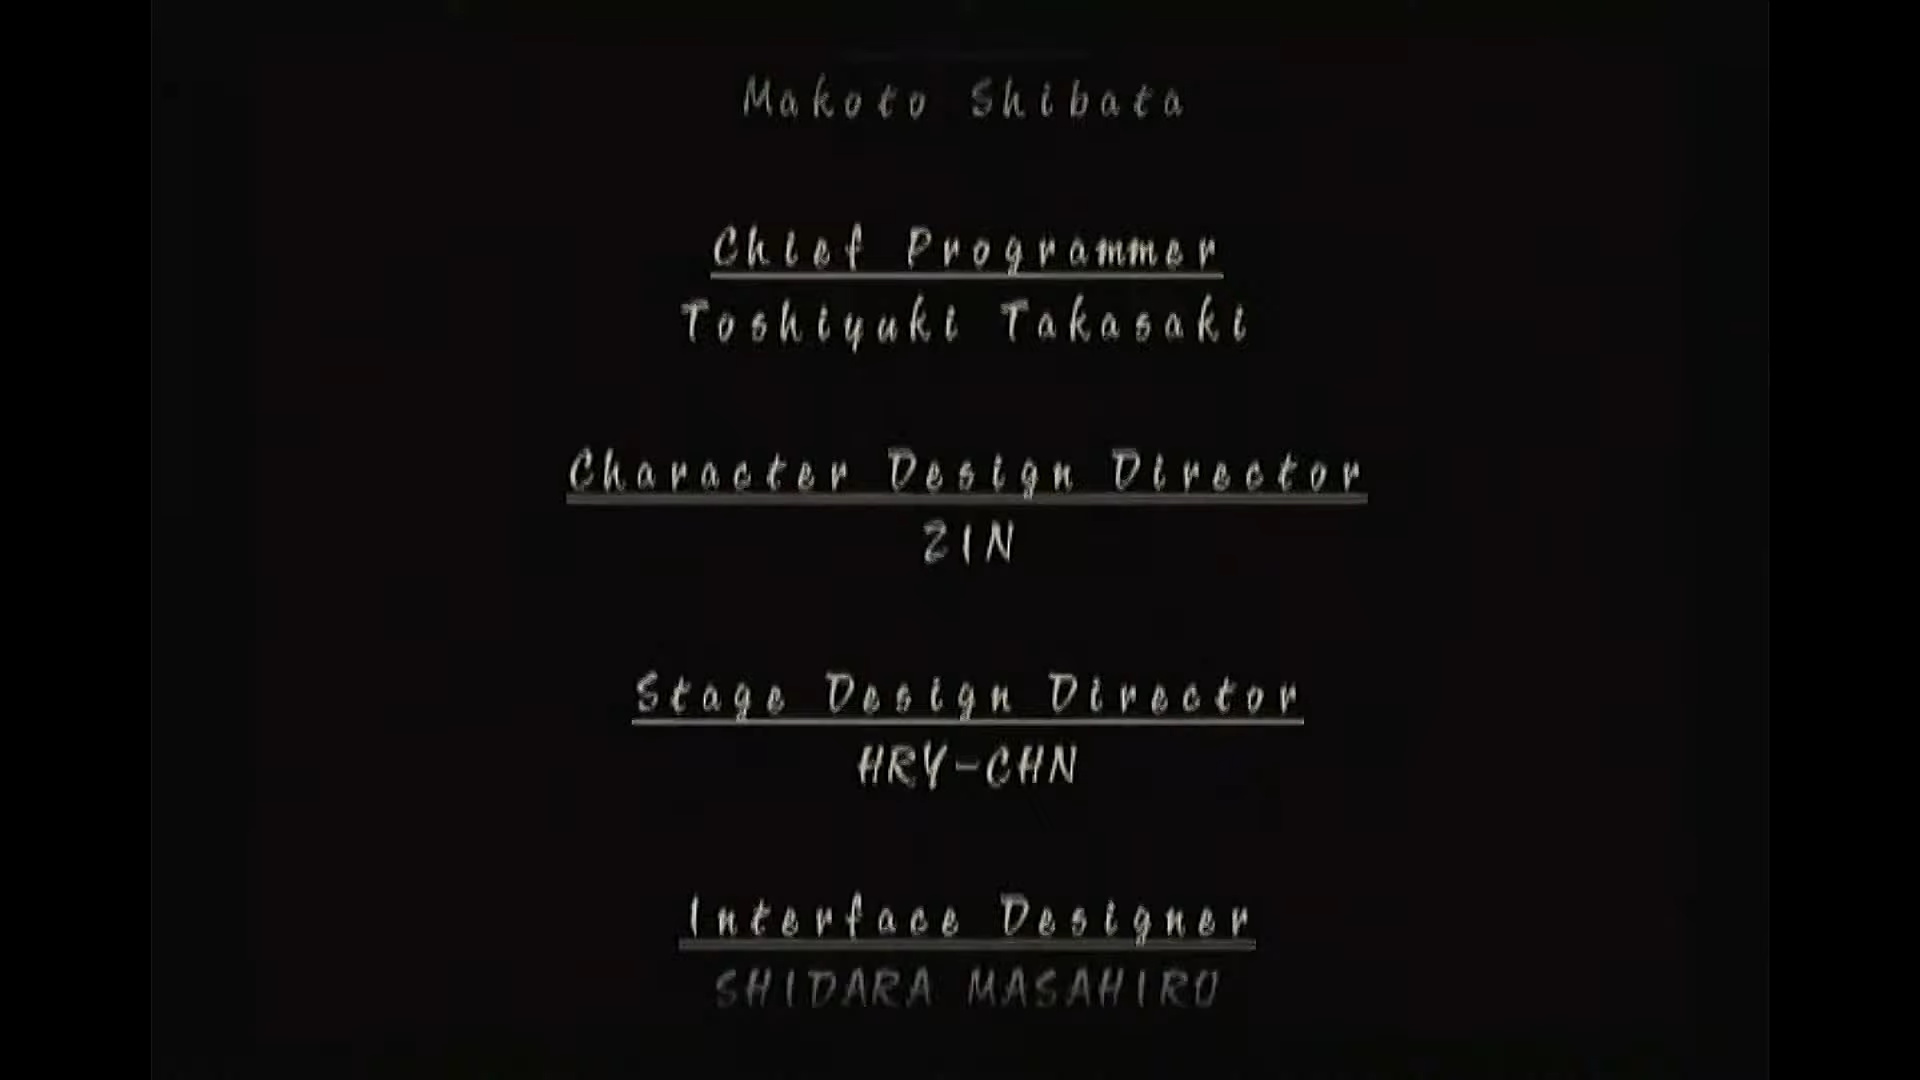 Makoto Shibata
Chief Programmer
Toshiyuki Takasaki
Character Design Director
ZIN
Stage Design Director
HRY-CHN
Interface Designer
SHIDARA MASAHIRO